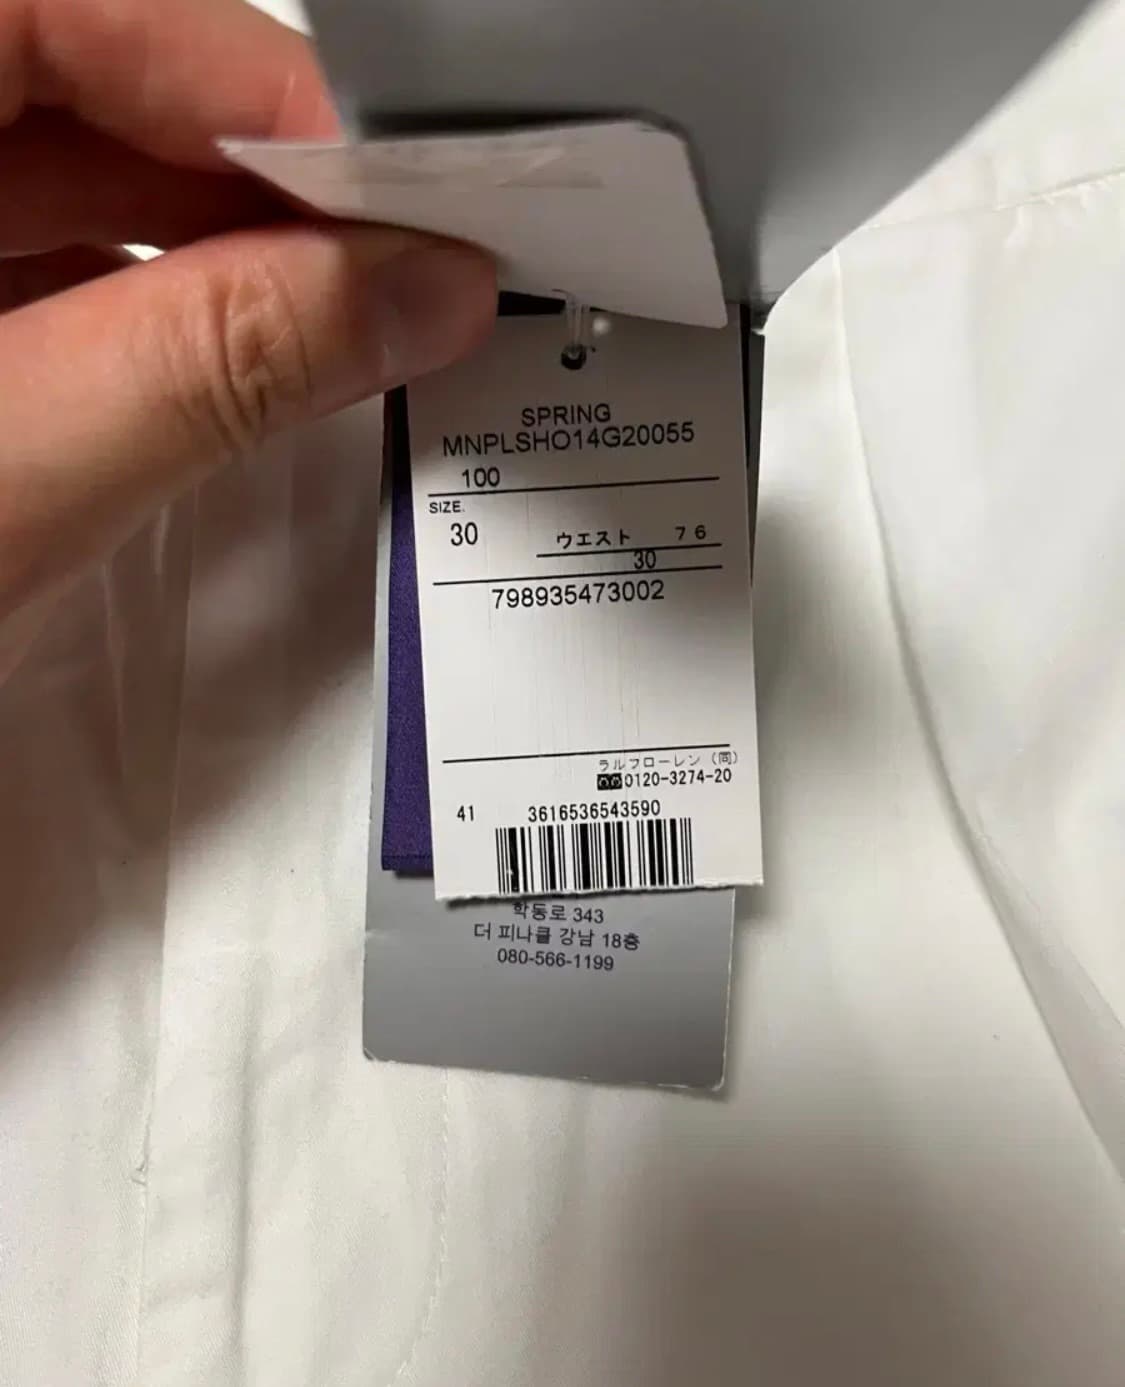 SPRING
MNPLSHO14G20055
100
SIZE.
30 ウエスト 76
30
798935473002
ラルフローレン (同)
0120-3274-20
41 3616536543590
학동로 343
더 피나클 강남 18층
080-566-1199